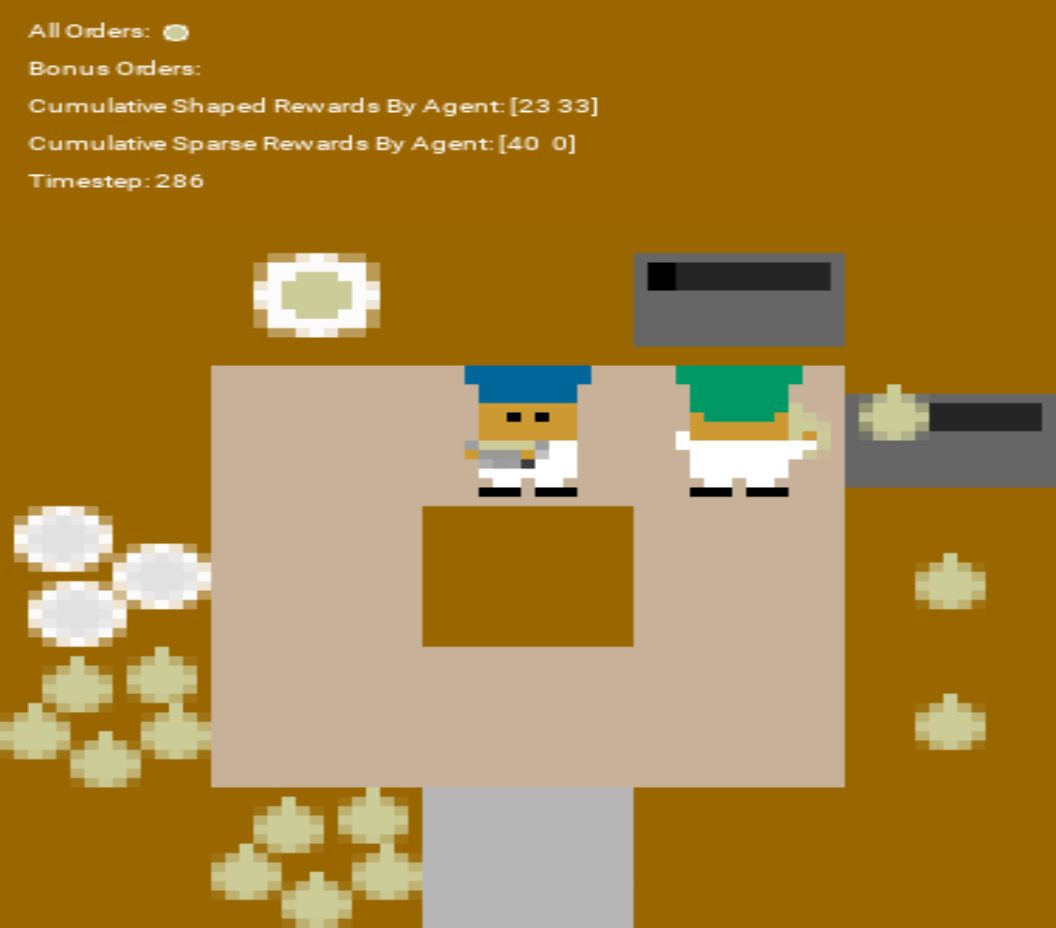 All Orders:
Bonus Orders:
Cumulative Shaped Rewards By Agent: [23 33]
Cumulative Sparse Rewards By Agent: [40  0]
Timestep: 286